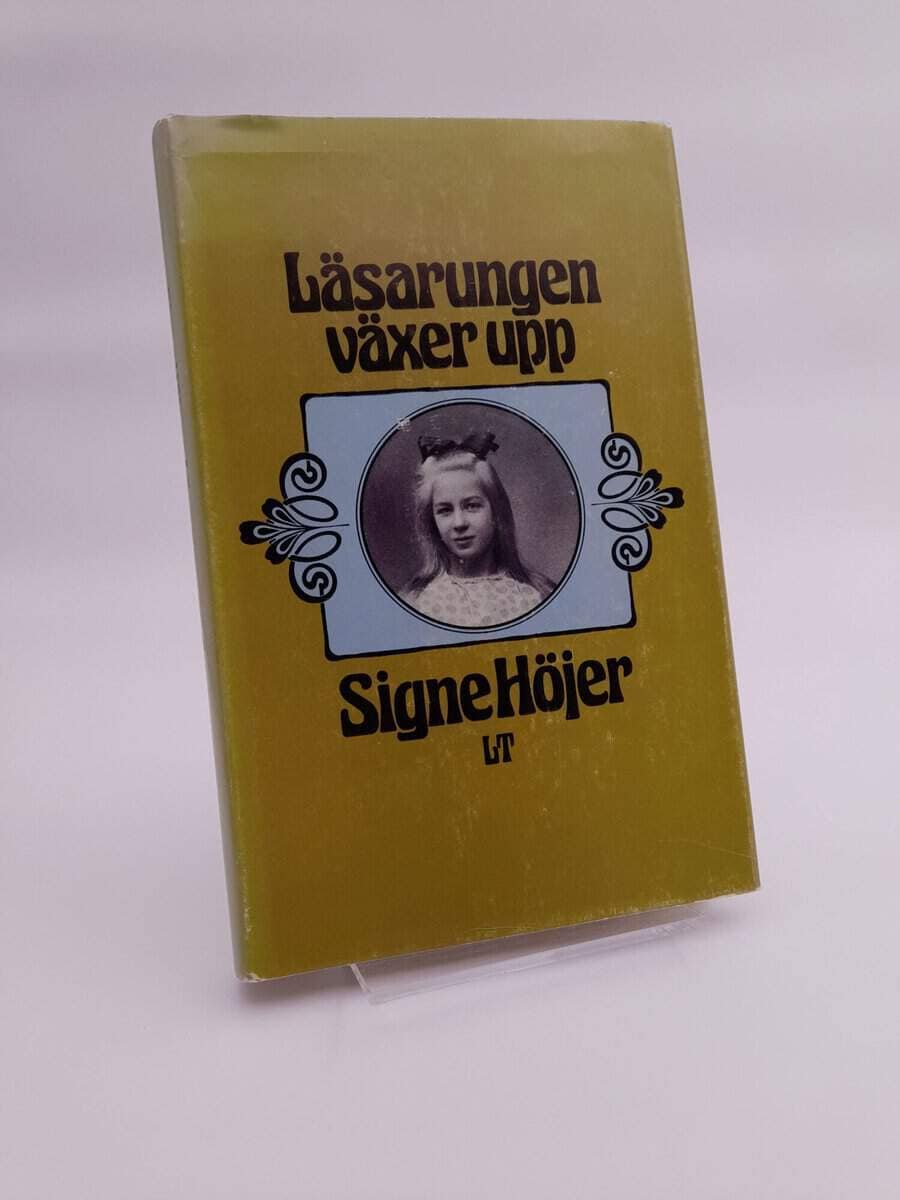 Läsarungen
växer upp
Signe Höjer
LT